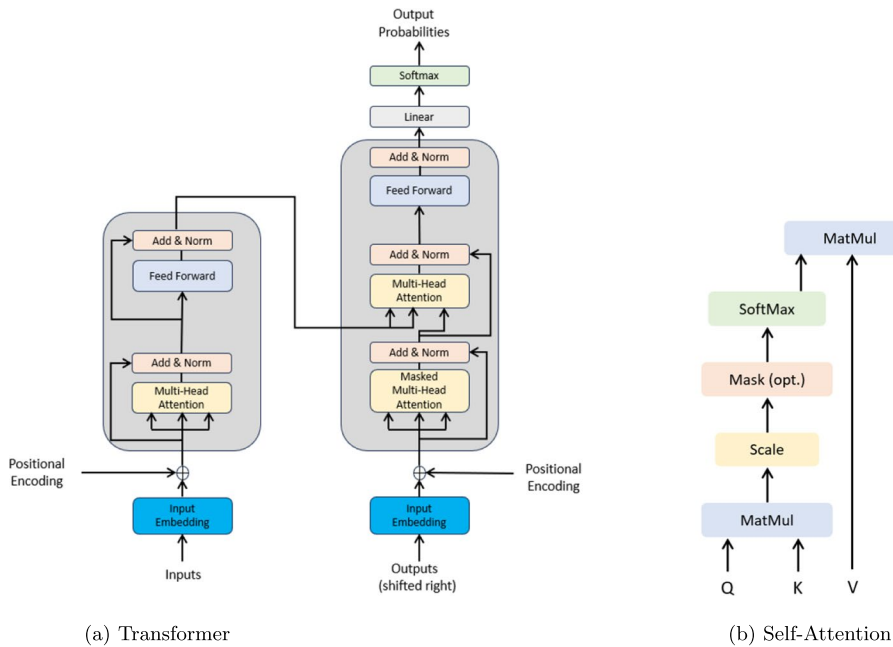 Output
Probabilities
Softmax
Linear
Add & Norm
Feed Forward
Add & Norm
Multi-Head
Attention
Add & Norm
Masked
Multi-Head
Attention
Positional
Encoding
Input
Embedding
Outputs
(shifted right)
Add & Norm
Feed Forward
Add & Norm
Multi-Head
Attention
Positional
Encoding
Input
Embedding
Inputs
(a) Transformer
MatMul
SoftMax
Mask (opt.)
Scale
MatMul
Q
K
V
(b) Self-Attention